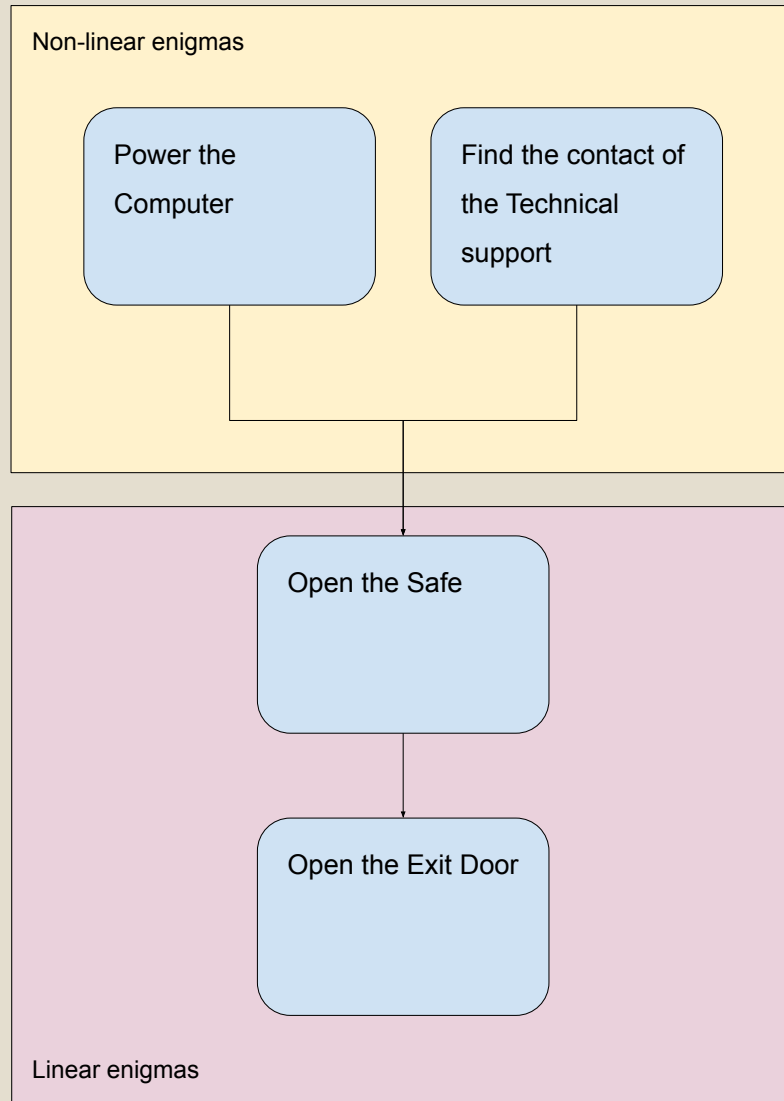 Non-linear enigmas
Power the
Computer
Find the contact of
the Technical
support
Open the Safe
Open the Exit Door
Linear enigmas